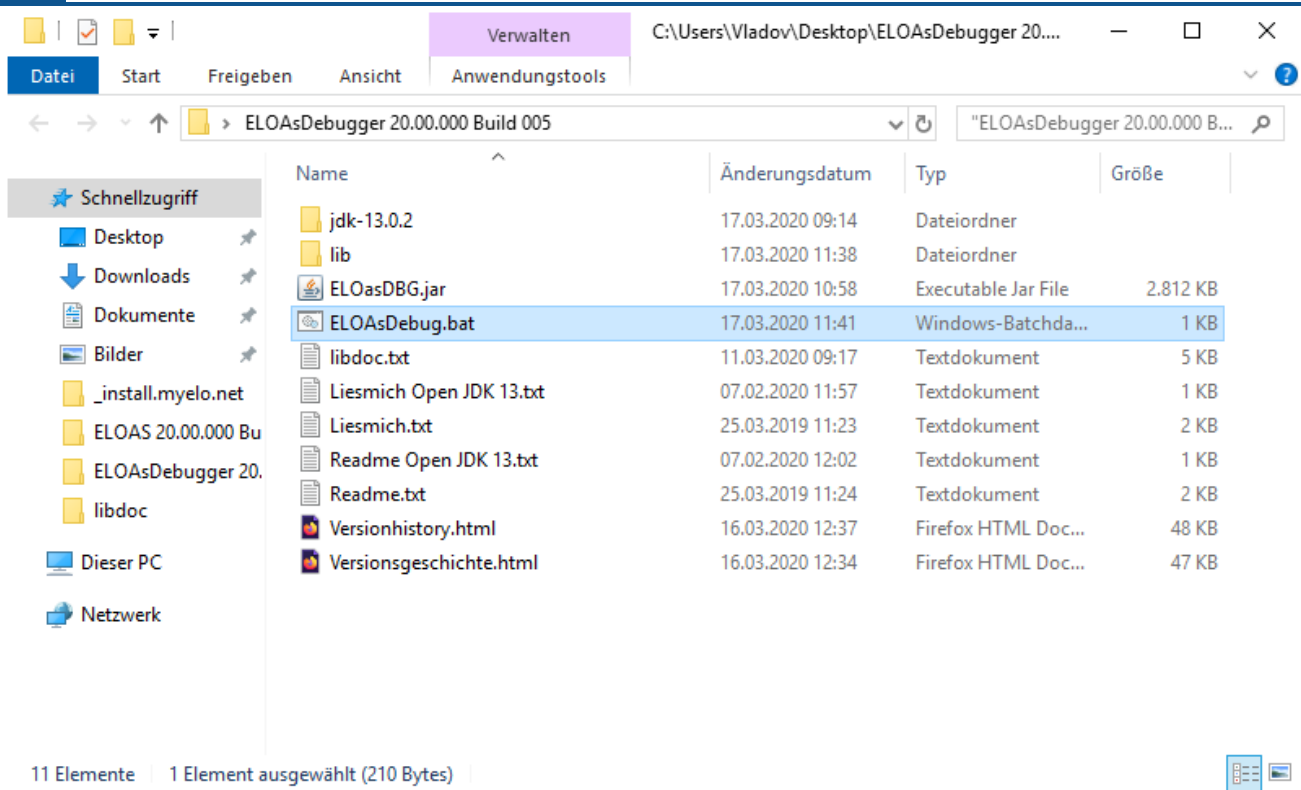 Verwalten C:\Users\Vladov\Desktop\ELOAsDebugger 20....
Datei Start Freigeben Ansicht Anwendungstools
ELOAsDebugger 20.00.000 Build 005 "ELOAsDebugger 20.00.000 B...
Name Änderungsdatum Typ Größe
Schnellzugriff
Desktop
Downloads
Dokumente
Bilder
_install.myelo.net
ELOAS 20.00.000 Bu
ELOAsDebugger 20.
libdoc
Dieser PC
Netzwerk
jdk-13.0.2 17.03.2020 09:14 Dateiordner
lib 17.03.2020 11:38 Dateiordner
ELOasDBG.jar 17.03.2020 10:58 Executable Jar File 2.812 KB
ELOAsDebug.bat 17.03.2020 11:41 Windows-Batchda... 1 KB
libdoc.txt 11.03.2020 09:17 Textdokument 5 KB
Liesmich Open JDK 13.txt 07.02.2020 11:57 Textdokument 1 KB
Liesmich.txt 25.03.2019 11:23 Textdokument 2 KB
Readme Open JDK 13.txt 07.02.2020 12:02 Textdokument 1 KB
Readme.txt 25.03.2019 11:24 Textdokument 2 KB
Versionhistory.html 16.03.2020 12:37 Firefox HTML Doc... 48 KB
Versionsgeschichte.html 16.03.2020 12:34 Firefox HTML Doc... 47 KB
11 Elemente 1 Element ausgewählt (210 Bytes)